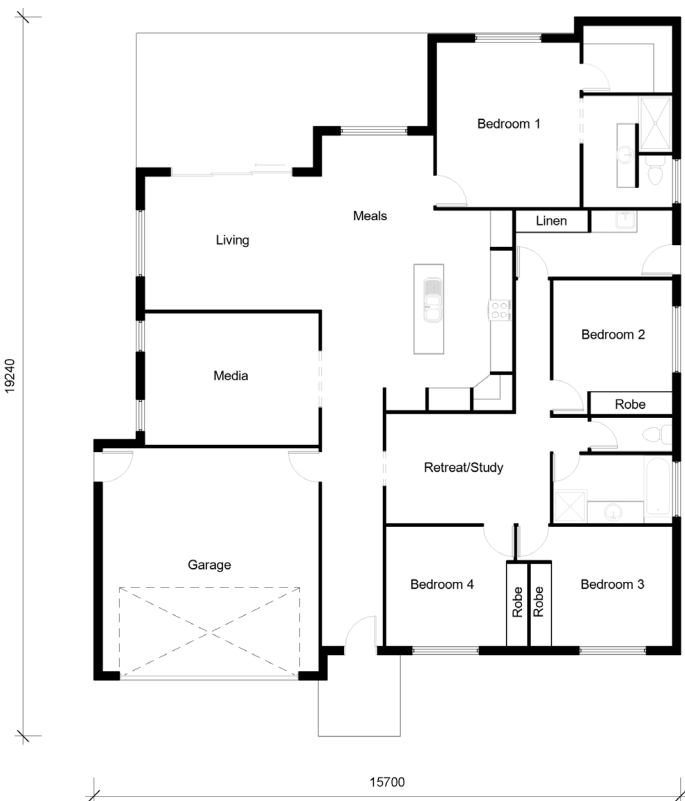 Bedroom 1
Meals
Linen
Living
Bedroom 2
19240
Media
Robe
Retreat/Study
Garage
Bedroom 4
Robe
Robe
Bedroom 3
15700